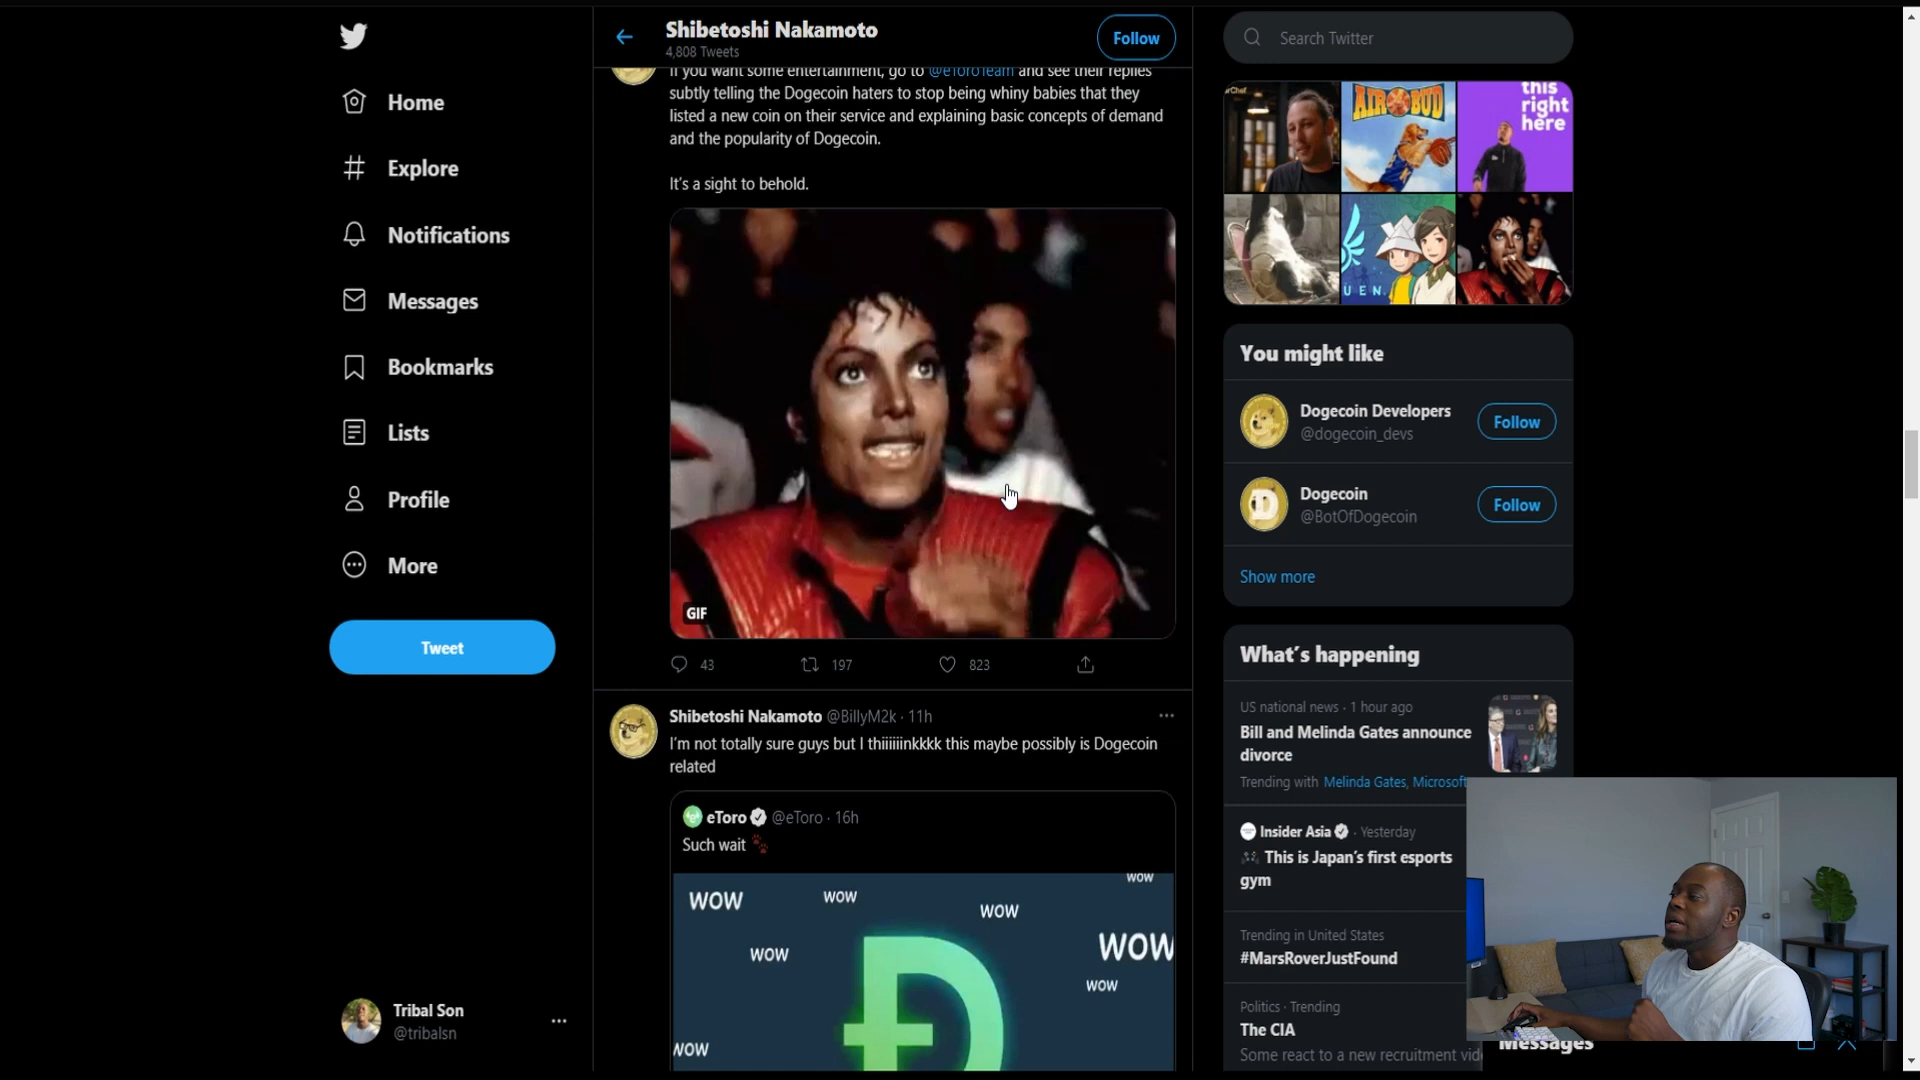 Home
Explore
Notifications
Messages
Bookmarks
Lists
Profile
More
Tweet
Tribal Son
@tribalsn
Shibetoshi Nakamoto
4,808 Tweets
Follow
If you want some entertainment, go to @eToroTeam and see their replies
subtly telling the Dogecoin haters to stop being whiny babies that they
listed a new coin on their service and explaining basic concepts of demand
and the popularity of Dogecoin.
It's a sight to behold.
GIF
43 197 823
Shibetoshi Nakamoto @BillyM2k · 11h
I'm not totally sure guys but I thiiiiiinkkkk this maybe possibly is Dogecoin
related
eToro @eToro · 16h
Such wait
wow
wow
wow
wow
wow
wow
wow
wow
Search Twitter
AIR BUD
this
right
here
U E N
You might like
Dogecoin Developers
@dogecoin_devs
Follow
Dogecoin
@BotOfDogecoin
Follow
Show more
What's happening
US national news · 1 hour ago
Bill and Melinda Gates announce
divorce
Trending with Melinda Gates, Microsoft
Insider Asia · Yesterday
This is Japan's first esports
gym
Trending in United States
#MarsRoverJustFound
Politics · Trending
The CIA
Some react to a new recruitment vid
Messages